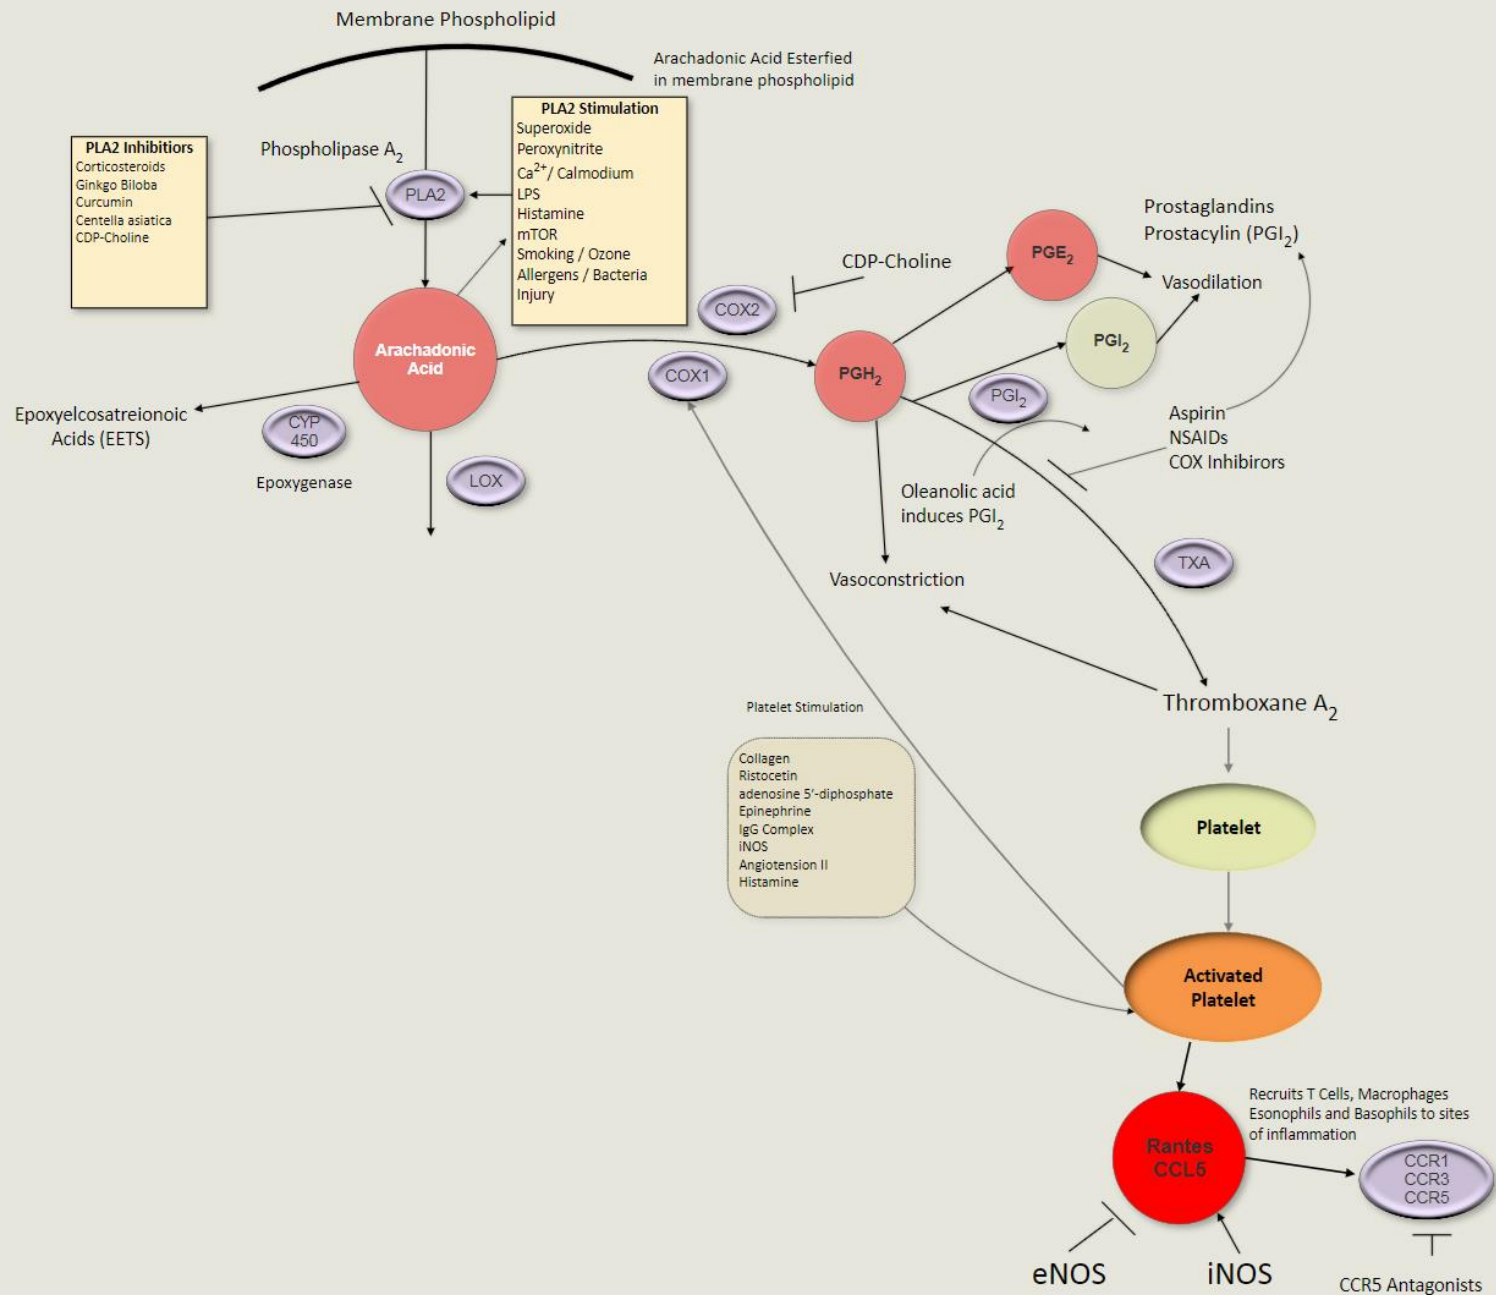 Membrane Phospholipid
Arachadonic Acid Esterfied
in membrane phospholipid
PLA2 Inhibitiors
Corticosteroids
Ginkgo Biloba
Curcumin
Centella asiatica
CDP-Choline
Phospholipase A₂
PLA2
PLA2 Stimulation
Superoxide
Peroxynitrite
Ca²⁺/ Calmodium
LPS
Histamine
mTOR
Smoking / Ozone
Allergens / Bacteria
Injury
Arachadonic
Acid
Epoxyelcosatreionoic
Acids (EETS)
CYP
450
Epoxygenase
LOX
COX2
COX1
CDP-Choline
PGH₂
PGE₂
PGI₂
Prostaglandins
Prostacylin (PGI₂)
Vasodilation
PGI₂
Aspirin
NSAIDs
COX Inhibirors
Oleanolic acid
induces PGI₂
Vasoconstriction
TXA
Thromboxane A₂
Platelet Stimulation
Collagen
Ristocetin
adenosine 5'-diphosphate
Epinephrine
IgG Complex
iNOS
Angiotension II
Histamine
Platelet
Activated
Platelet
Rantes
CCL5
Recruits T Cells, Macrophages
Esonophils and Basophils to sites
of inflammation
CCR1
CCR3
CCR5
eNOS
iNOS
CCR5 Antagonists